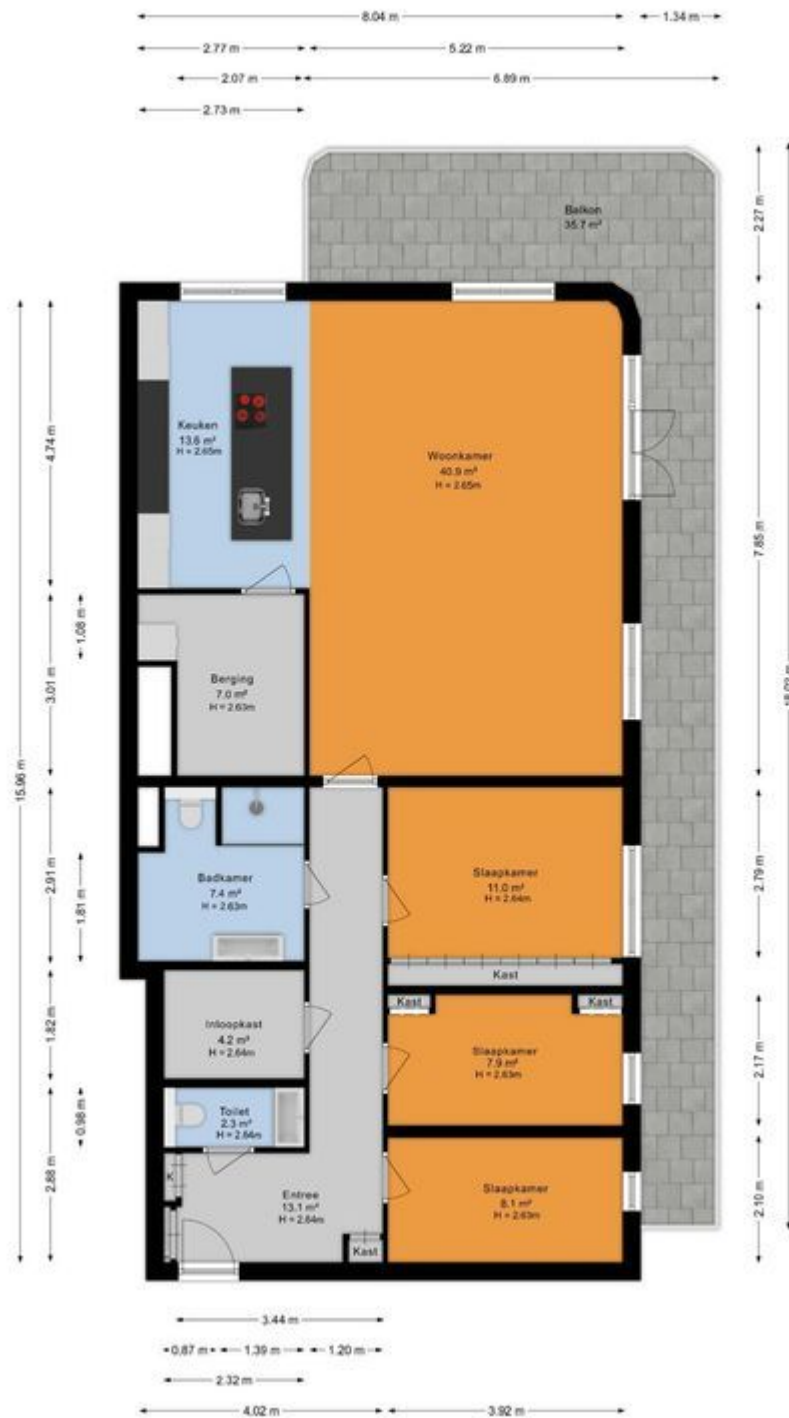 8.04 m
1.34 m
2.77 m
5.22 m
2.07 m
6.89 m
2.73 m
Balkon
35.7 m²
2.27 m
Keuken
13.6 m²
H = 2.65m
Woonkamer
40.9 m²
H = 2.65m
4.74 m
7.85 m
1.08 m
3.01 m
Berging
7.0 m²
H = 2.63m
15.96 m
2.91 m
1.81 m
Badkamer
7.4 m²
H = 2.63m
Slaapkamer
11.0 m²
H = 2.64m
2.79 m
Kast
Kast
Kast
Inloopkast
4.2 m²
H = 2.64m
1.82 m
Slaapkamer
7.9 m²
H = 2.63m
2.17 m
0.98 m
Toilet
2.3 m²
H = 2.64m
2.88 m
K
Entree
13.1 m²
H = 2.64m
Kast
Slaapkamer
8.1 m²
H = 2.63m
2.10 m
3.44 m
0.87 m
1.39 m
1.20 m
2.32 m
4.02 m
3.92 m